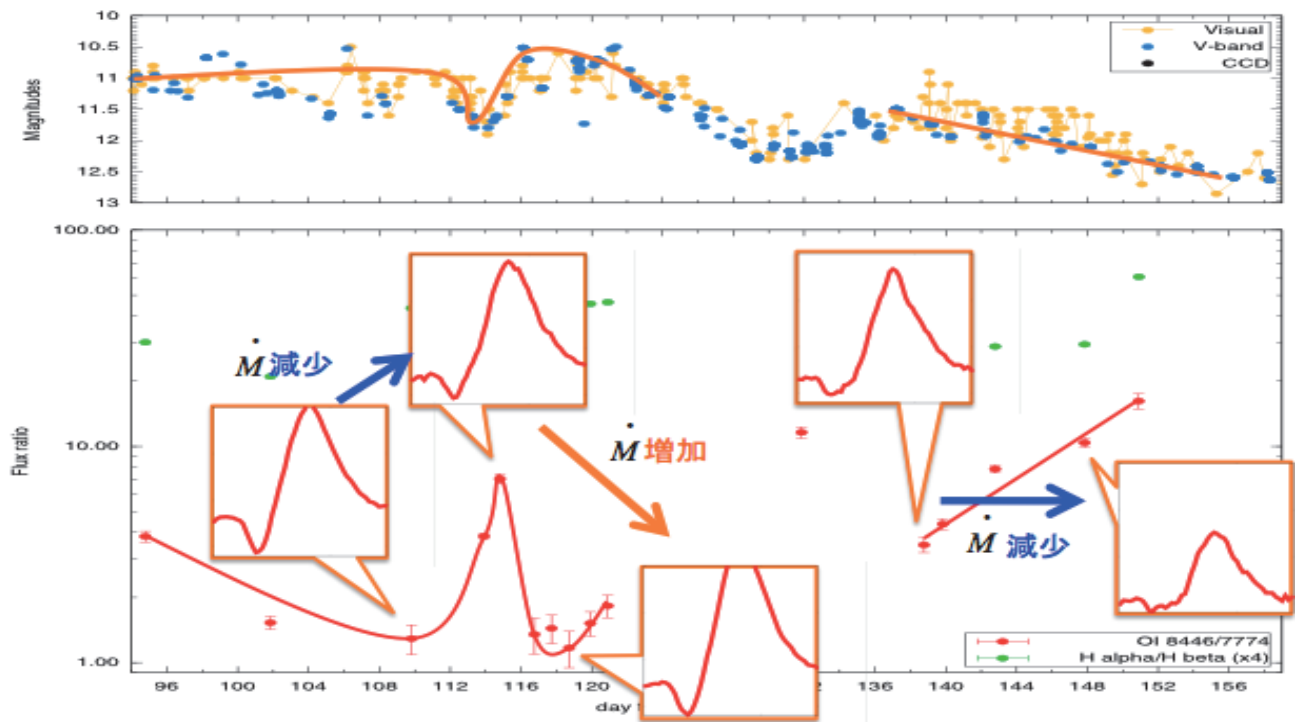 10
10.5
11
11.5
12
12.5
13
Magnitudes
Visual
V-band
CCD
100.00
10.00
1.00
Flux ratio
Ṁ 減少
Ṁ 増加
Ṁ 減少
OI 8446/7774
H alpha/H beta (x4)
96 100 104 108 112 116 120 136 140 144 148 152 156
day